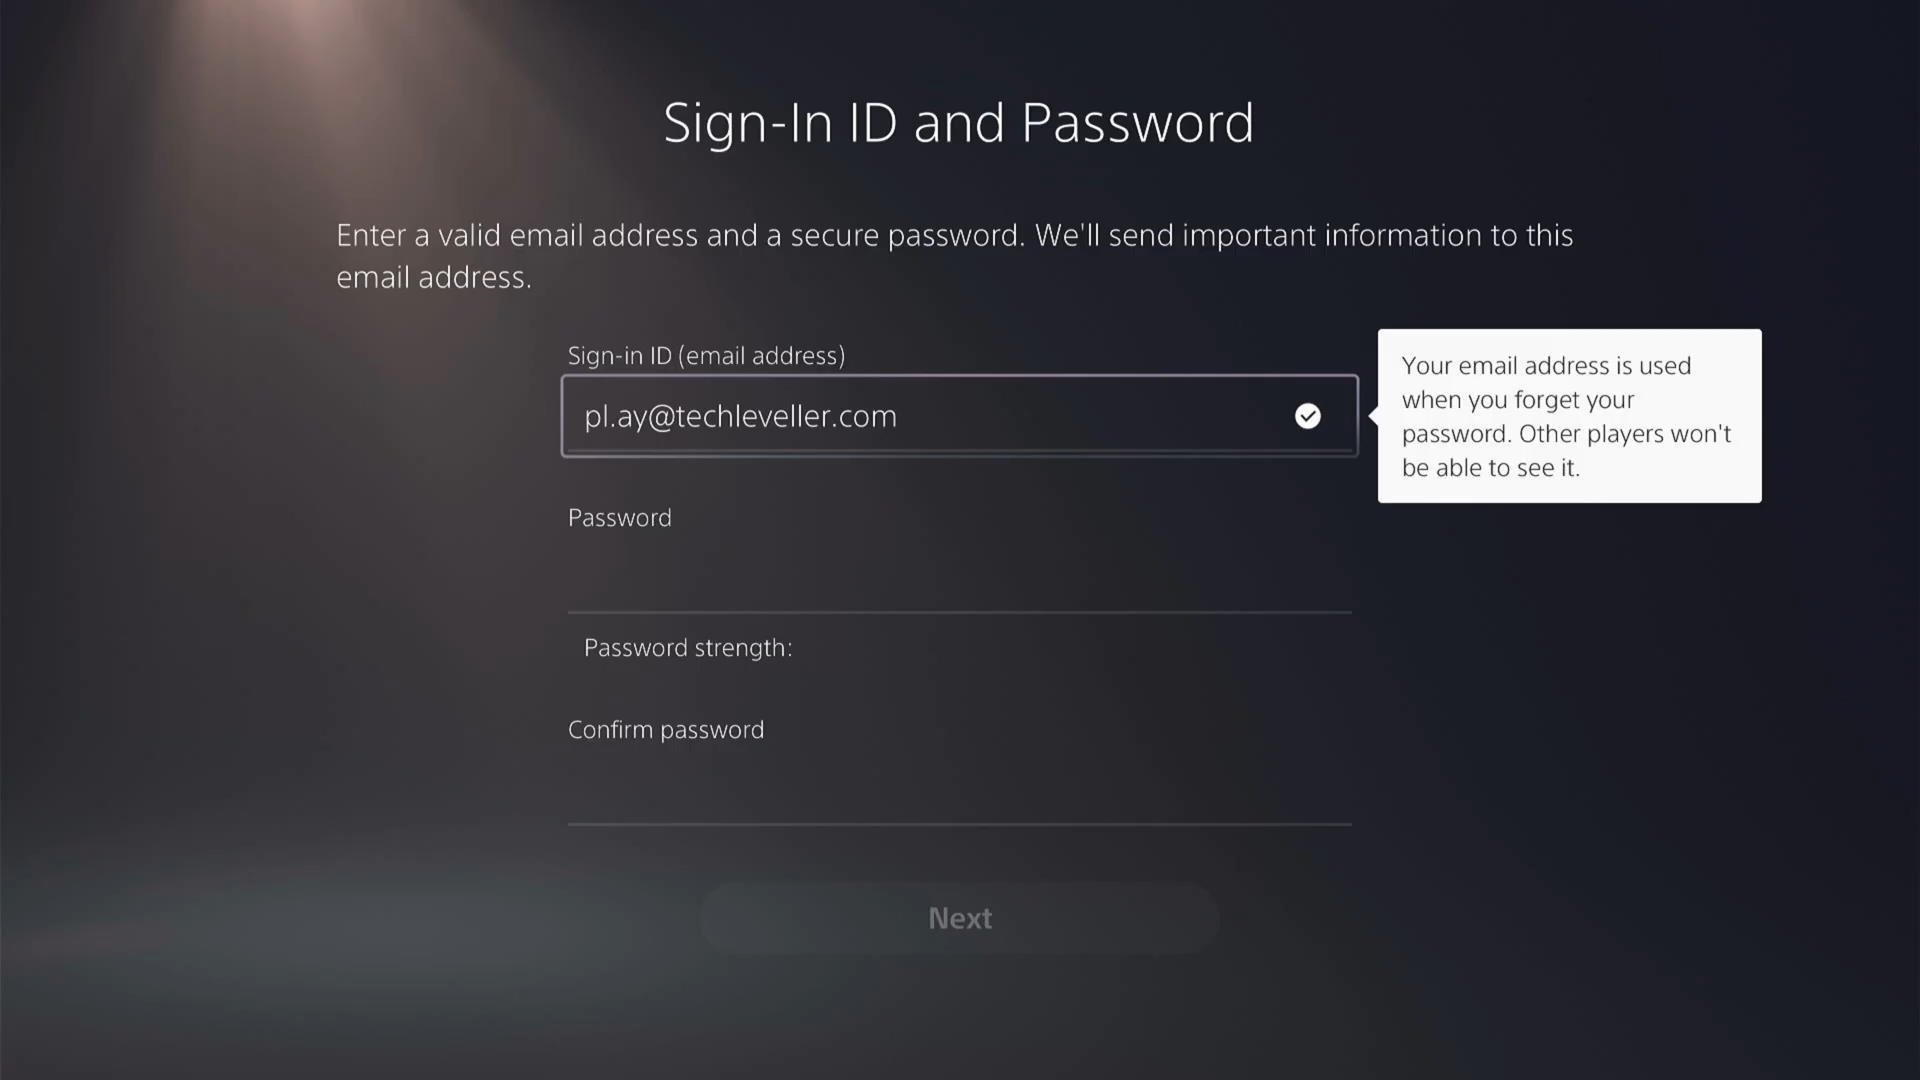 Sign-In ID and Password
Enter a valid email address and a secure password. We'll send important information to this
email address.
Sign-in ID (email address)
pl.ay@techleveller.com
Your email address is used
when you forget your
password. Other players won't
be able to see it.
Password
Password strength:
Confirm password
Next